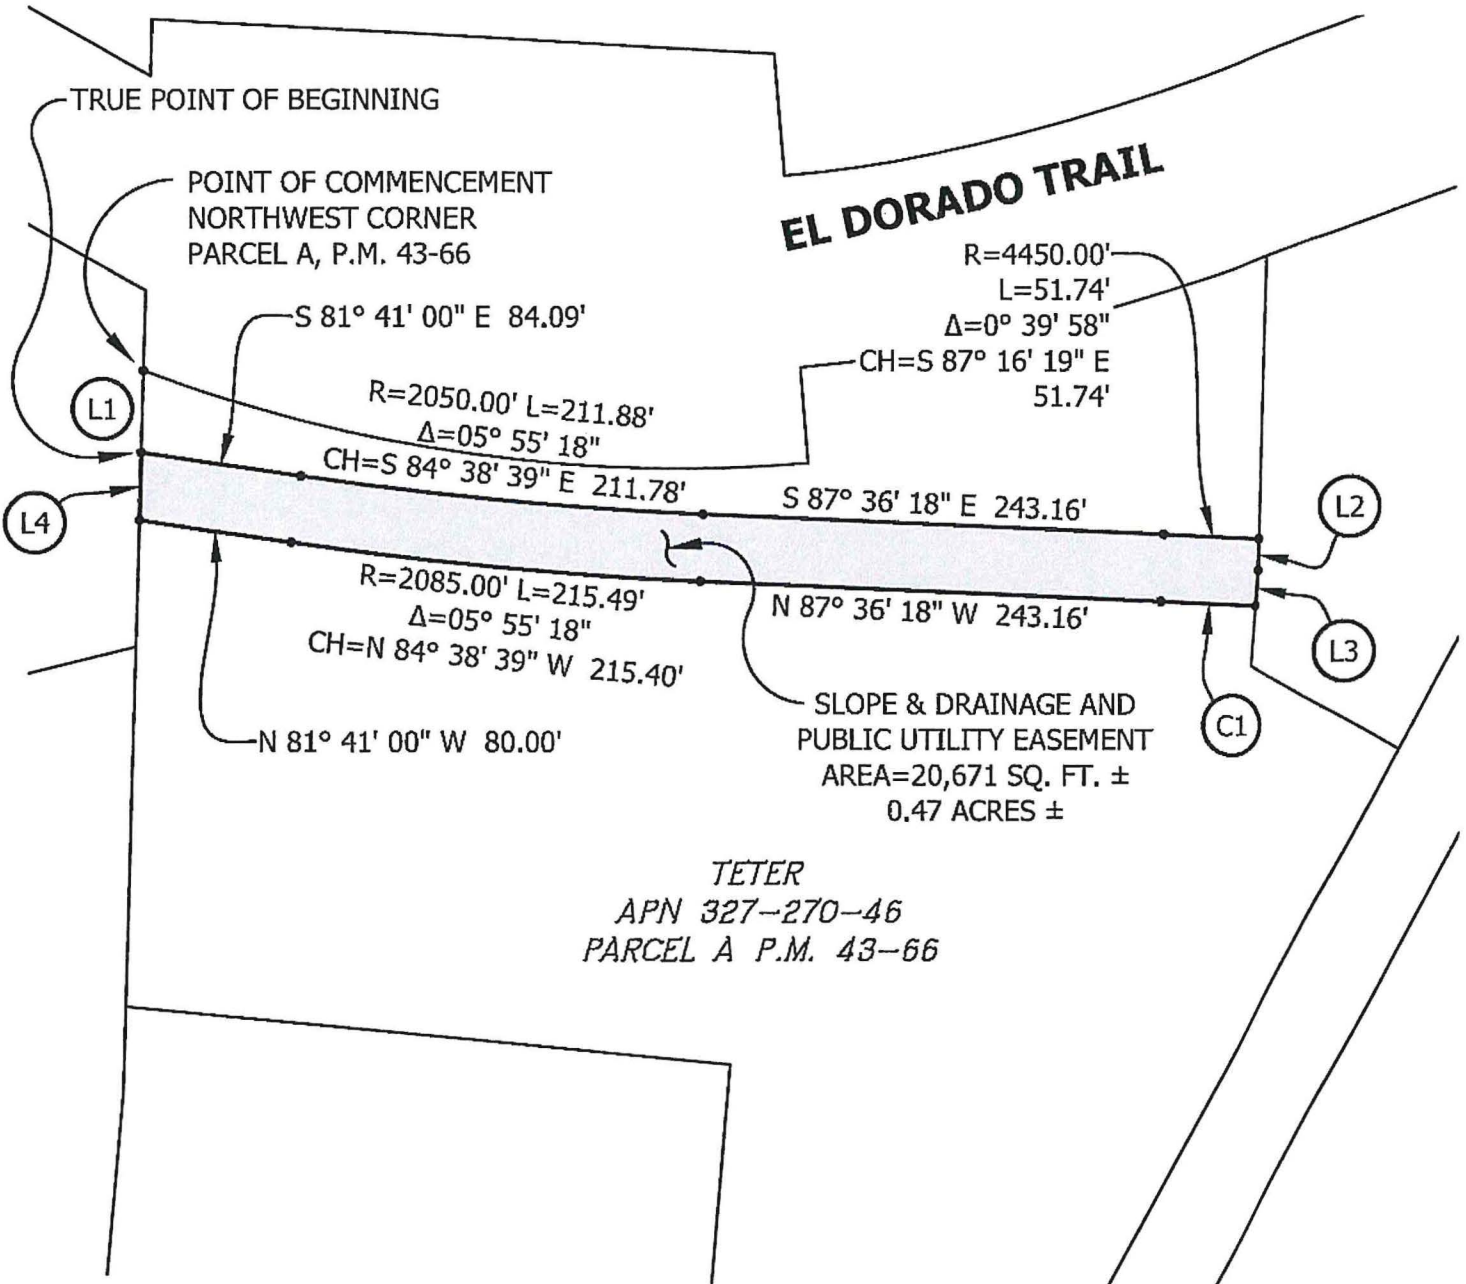 TRUE POINT OF BEGINNING
POINT OF COMMENCEMENT
NORTHWEST CORNER
PARCEL A, P.M. 43-66
EL DORADO TRAIL
R=4450.00'
L=51.74'
Δ=0° 39' 58"
CH=S 87° 16' 19" E
51.74'
S 81° 41' 00" E 84.09'
L1
R=2050.00' L=211.88'
Δ=05° 55' 18"
CH=S 84° 38' 39" E 211.78'
S 87° 36' 18" E 243.16'
L2
L4
R=2085.00' L=215.49'
Δ=05° 55' 18"
CH=N 84° 38' 39" W 215.40'
N 87° 36' 18" W 243.16'
L3
N 81° 41' 00" W 80.00'
SLOPE & DRAINAGE AND
PUBLIC UTILITY EASEMENT
AREA=20,671 SQ. FT. ±
0.47 ACRES ±
C1
TETER
APN 327-270-46
PARCEL A P.M. 43-66